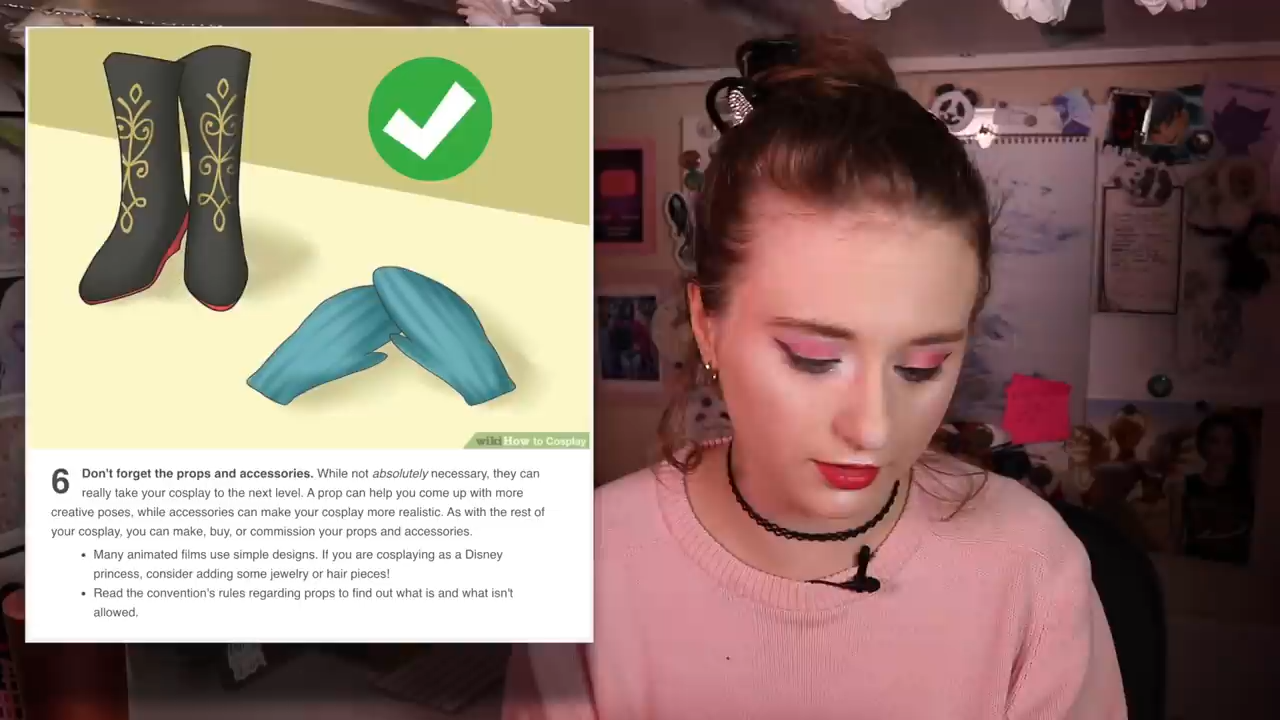 wikiHow to Cosplay
6 Don't forget the props and accessories. While not absolutely necessary, they can
really take your cosplay to the next level. A prop can help you come up with more
creative poses, while accessories can make your cosplay more realistic. As with the rest of
your cosplay, you can make, buy, or commission your props and accessories.
• Many animated films use simple designs. If you are cosplaying as a Disney
princess, consider adding some jewelry or hair pieces!
• Read the convention's rules regarding props to find out what is and what isn't
allowed.